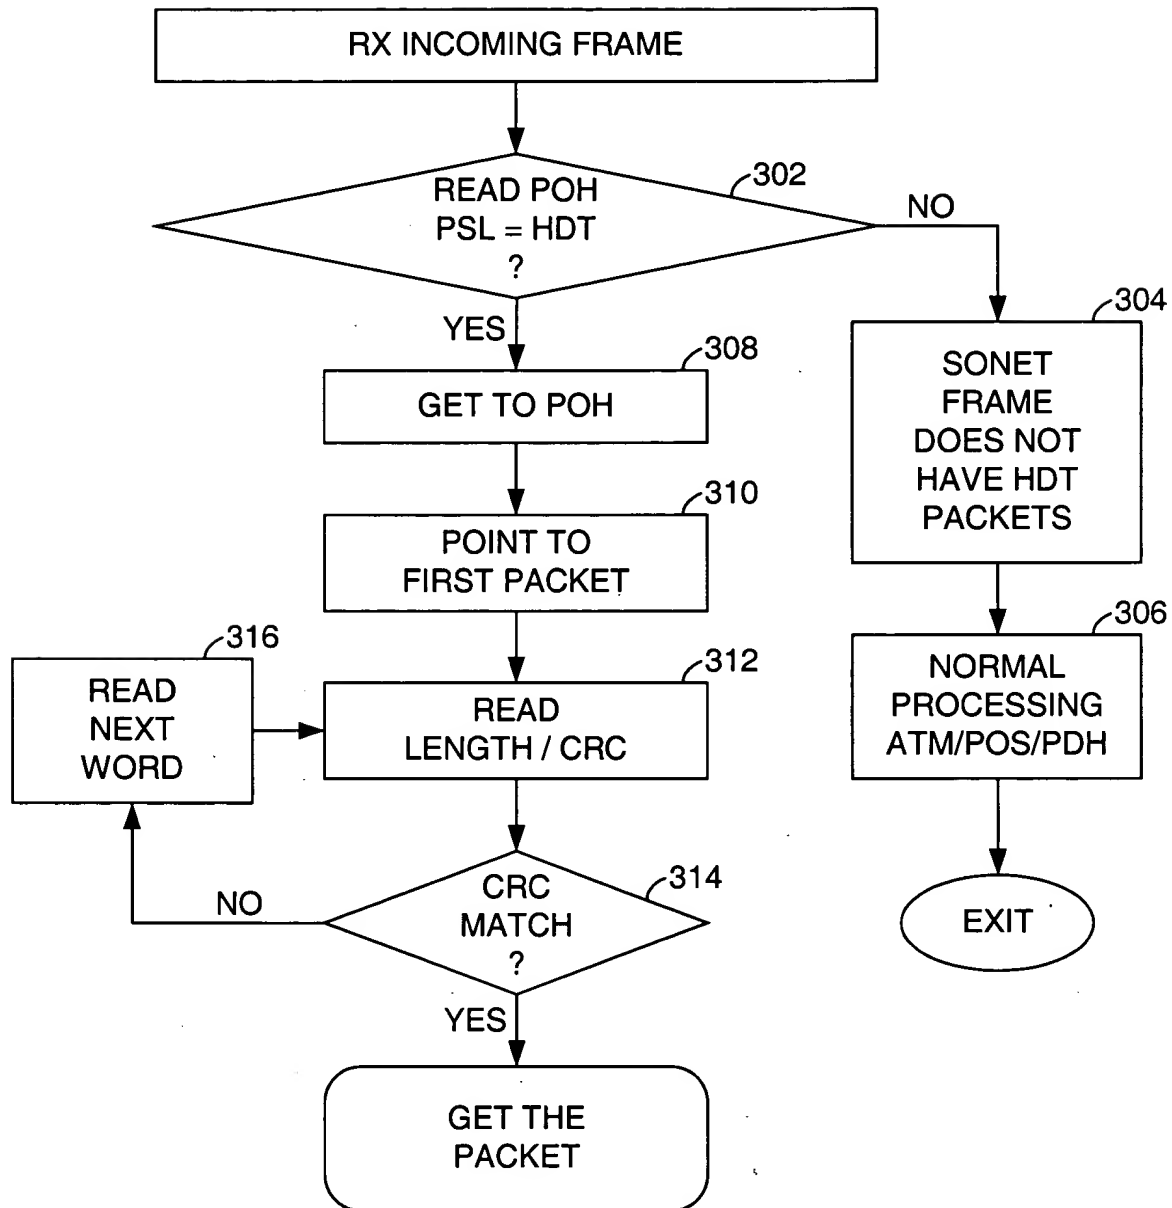 RX INCOMING FRAME
302
READ POH
PSL = HDT
?
NO
YES
304
SONET
FRAME
DOES NOT
HAVE HDT
PACKETS
308
GET TO POH
310
POINT TO
FIRST PACKET
306
NORMAL
PROCESSING
ATM/POS/PDH
316
READ
NEXT
WORD
312
READ
LENGTH / CRC
314
CRC
MATCH
?
NO
YES
EXIT
GET THE
PACKET